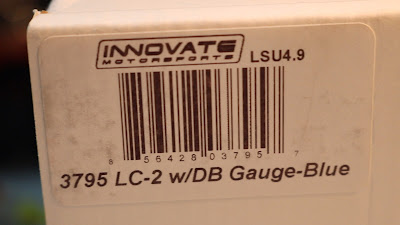 INNOVATE
MOTORSPORTS
LSU4.9
8 56428 03795 7
3795 LC-2 w/DB Gauge-Blue